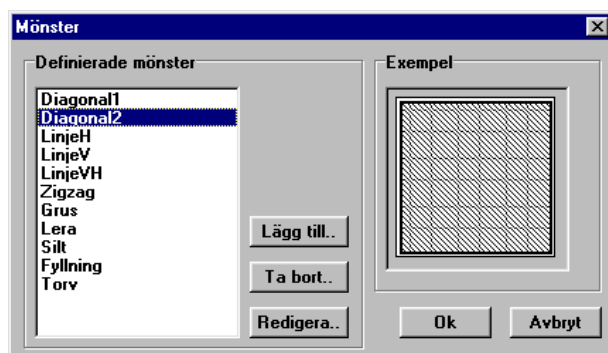 Mönster
Definierade mönster
Diagonal1
Diagonal2
LinjeH
LinjeV
LinjeVH
Zigzag
Grus
Lera
Silt
Fyllning
Torv
Lägg till..
Ta bort..
Redigera..
Exempel
Ok
Avbryt